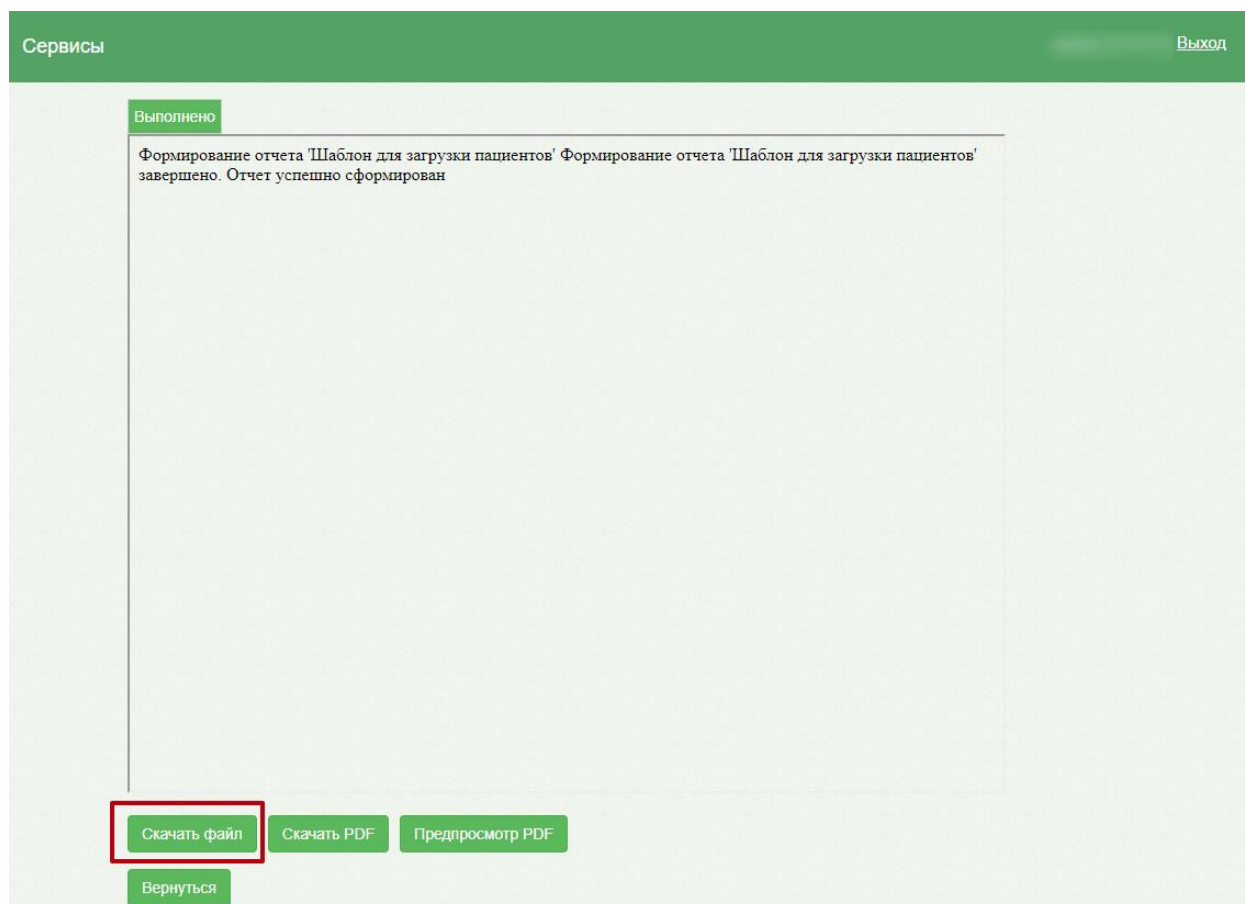 Сервисы
Выход
Выполнено
Формирование отчета 'Шаблон для загрузки пациентов' Формирование отчета 'Шаблон для загрузки пациентов'
завершено. Отчет успешно сформирован
Скачать файл
Скачать PDF
Предпросмотр PDF
Вернуться